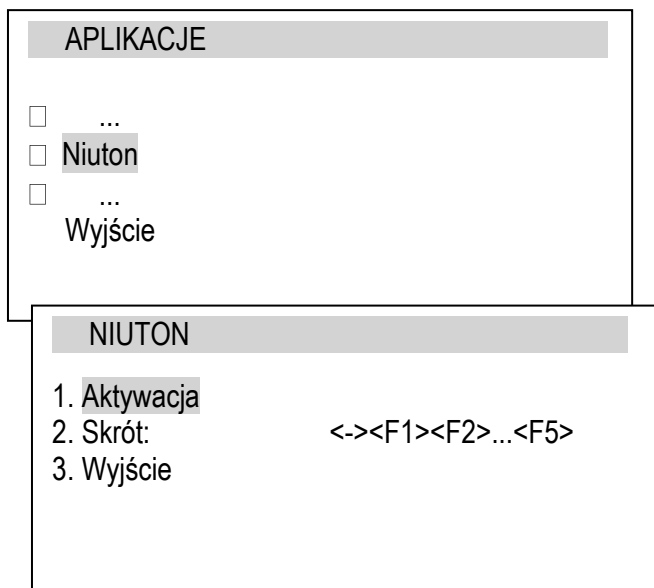 APLIKACJE
...
Niuton
...
Wyjście
NIUTON
1. Aktywacja
2. Skrót: <-><F1><F2>...<F5>
3. Wyjście